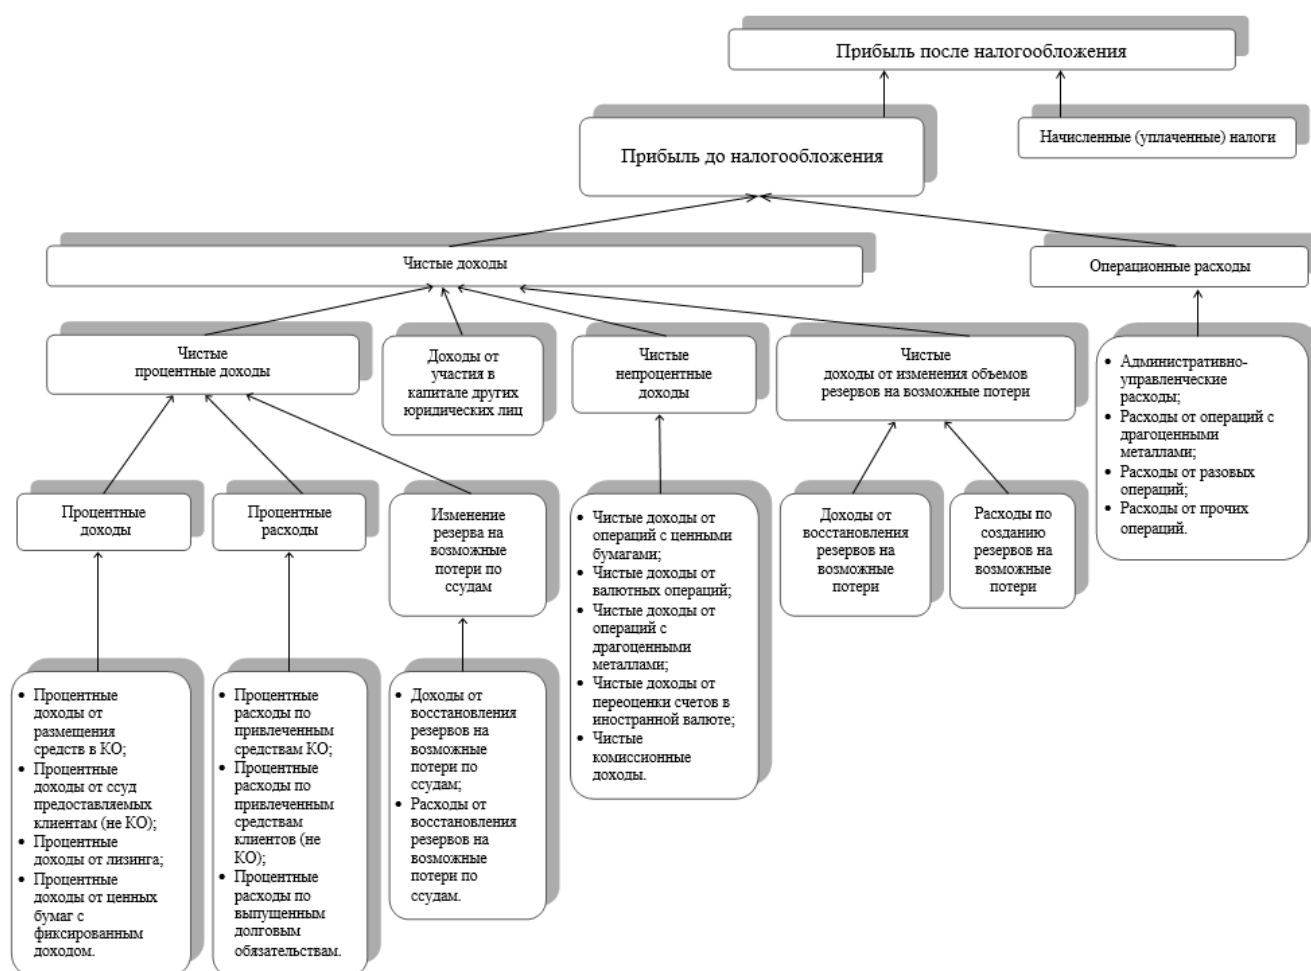 Прибыль после налогообложения
Начисленные (уплаченные) налоги
Прибыль до налогообложения
Чистые доходы
Операционные расходы
Чистые
процентные доходы
Доходы от
участия в
капитале других
юридических лиц
Чистые
непроцентные
доходы
Чистые
доходы от изменения объемов
резервов на возможные потери
• Административно-
управленческие
расходы;
• Расходы от операций с
драгоценными
металлами;
• Расходы от разовых
операций;
• Расходы от прочих
операций.
Процентные
доходы
Процентные
расходы
Изменение
резерва на
возможные
потери по
ссудам
• Чистые доходы от
операций с ценными
бумагами;
• Чистые доходы от
валютных операций;
• Чистые доходы от
операций с
драгоценными
металлами;
• Чистые доходы от
переоценки счетов в
иностранной валюте;
• Чистые
комиссионные
доходы.
Доходы от
восстановления
резервов на
возможные
потери
Расходы по
созданию
резервов на
возможные
потери
• Процентные
доходы от
размещения
средств в КО;
• Процентные
доходы от ссуд
предоставляемых
клиентам (не КО);
• Процентные
доходы от лизинга;
• Процентные
доходы от ценных
бумаг с
фиксированным
доходом.
• Процентные
расходы по
привлеченным
средствам КО;
• Процентные
расходы по
привлеченным
средствам
клиентов (не
КО);
• Процентные
расходы по
выпущенным
долговым
обязательствам.
• Доходы от
восстановления
резервов на
возможные
потери по
ссудам;
• Расходы от
восстановления
резервов на
возможные
потери по
ссудам.